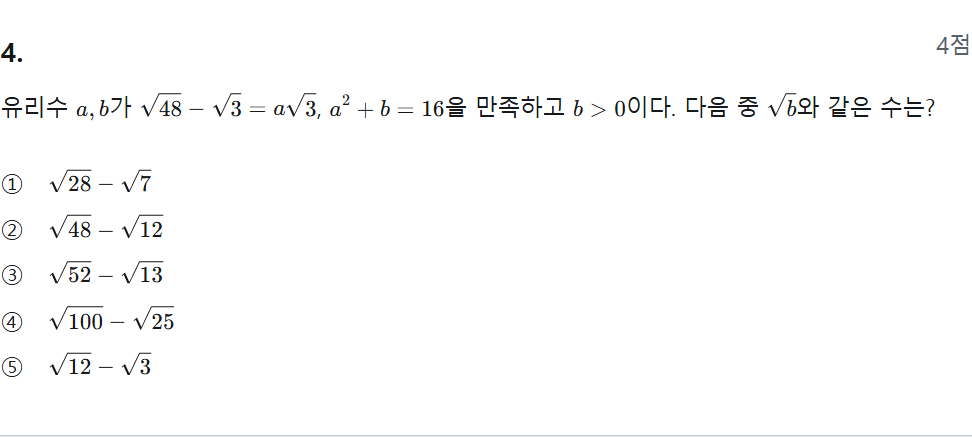 4.
4점
유리수 a, b가 √48 − √3 = a√3, a² + b = 16을 만족하고 b > 0이다. 다음 중 √b와 같은 수는?
① √28 − √7
② √48 − √12
③ √52 − √13
④ √100 − √25
⑤ √12 − √3